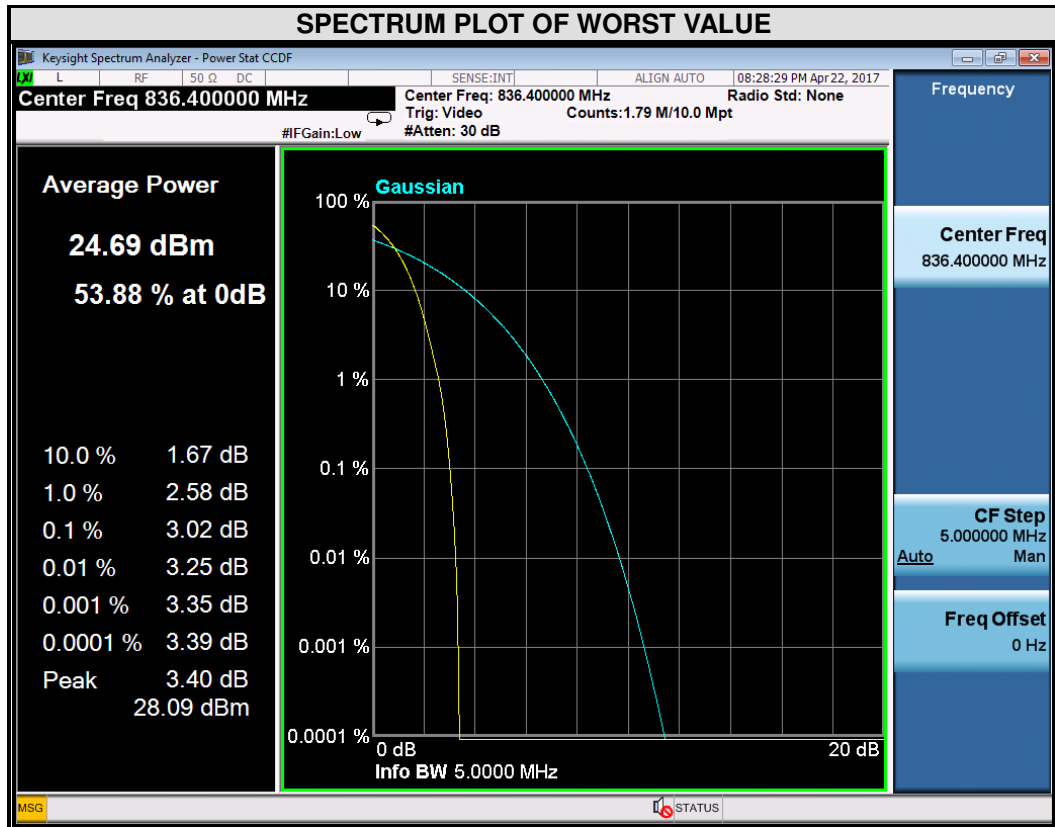 SPECTRUM PLOT OF WORST VALUE
Keysight Spectrum Analyzer - Power Stat CCDF
LXI L RF 50 Ω DC SENSE:INT ALIGN AUTO 08:28:29 PM Apr 22, 2017
Center Freq 836.400000 MHz
#IFGain:Low
Center Freq: 836.400000 MHz Radio Std: None
Trig: Video Counts:1.79 M/10.0 Mpt
#Atten: 30 dB
Average Power
24.69 dBm
53.88 % at 0dB
10.0 % 1.67 dB
1.0 % 2.58 dB
0.1 % 3.02 dB
0.01 % 3.25 dB
0.001 % 3.35 dB
0.0001 % 3.39 dB
Peak 3.40 dB
28.09 dBm
Gaussian
100 %
10 %
1 %
0.1 %
0.01 %
0.001 %
0.0001 %
0 dB 20 dB
Info BW 5.0000 MHz
Frequency
Center Freq
836.400000 MHz
CF Step
5.000000 MHz
Auto Man
Freq Offset
0 Hz
MSG STATUS